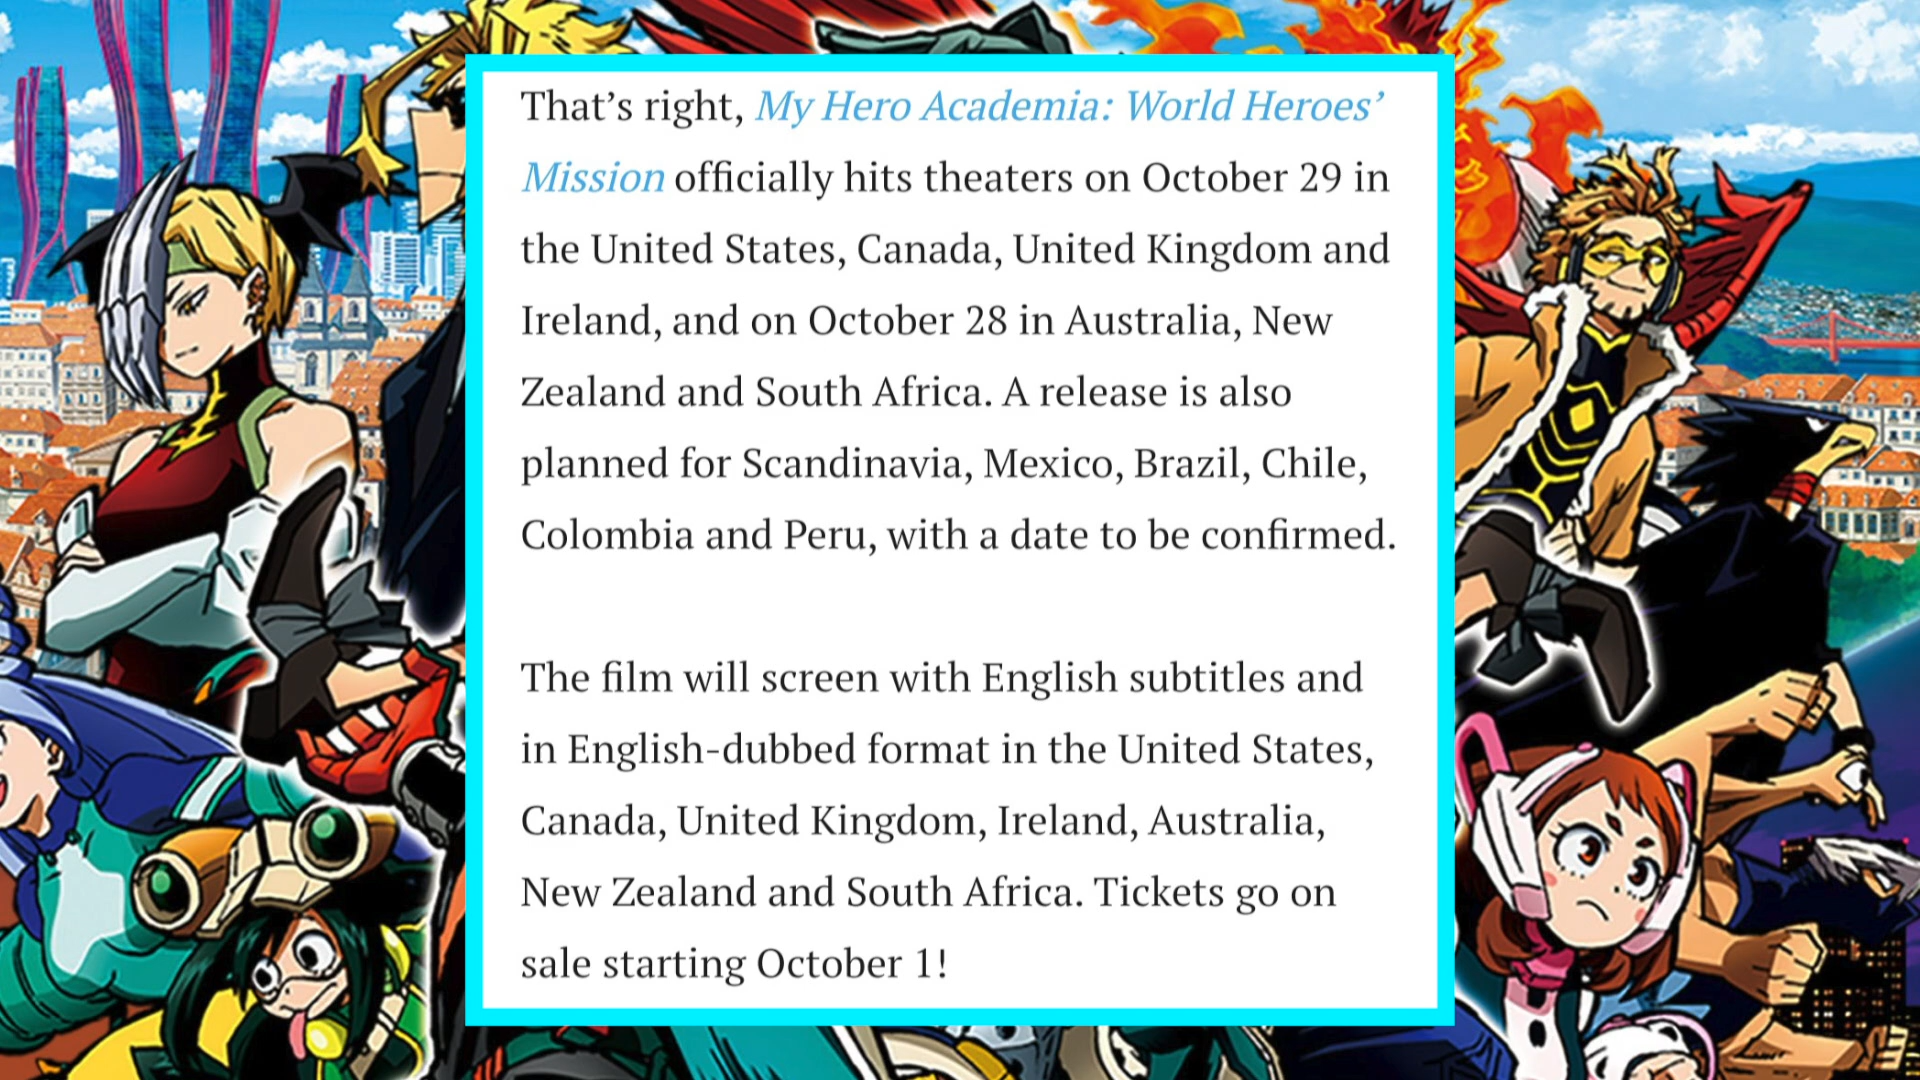 That’s right, My Hero Academia: World Heroes’
Mission officially hits theaters on October 29 in
the United States, Canada, United Kingdom and
Ireland, and on October 28 in Australia, New
Zealand and South Africa. A release is also
planned for Scandinavia, Mexico, Brazil, Chile,
Colombia and Peru, with a date to be confirmed.
The film will screen with English subtitles and
in English-dubbed format in the United States,
Canada, United Kingdom, Ireland, Australia,
New Zealand and South Africa. Tickets go on
sale starting October 1!